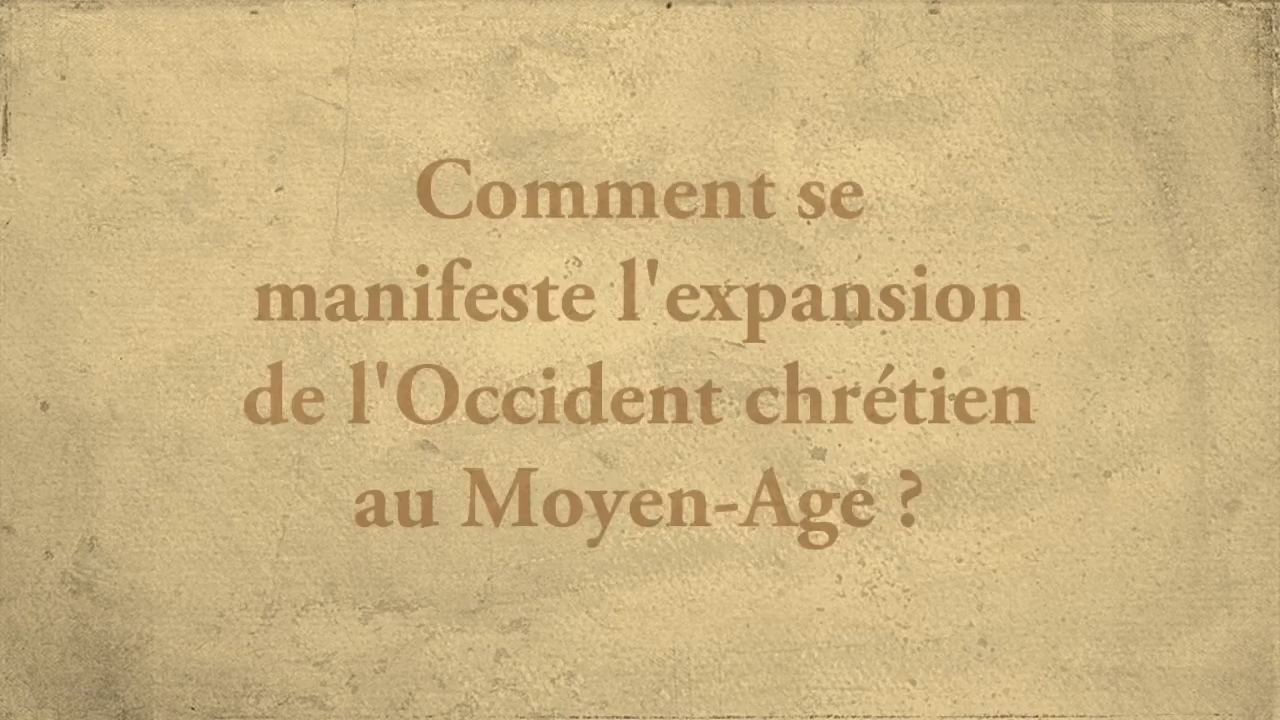 Comment se
manifeste l'expansion
de l'Occident chrétien
au Moyen-Age ?